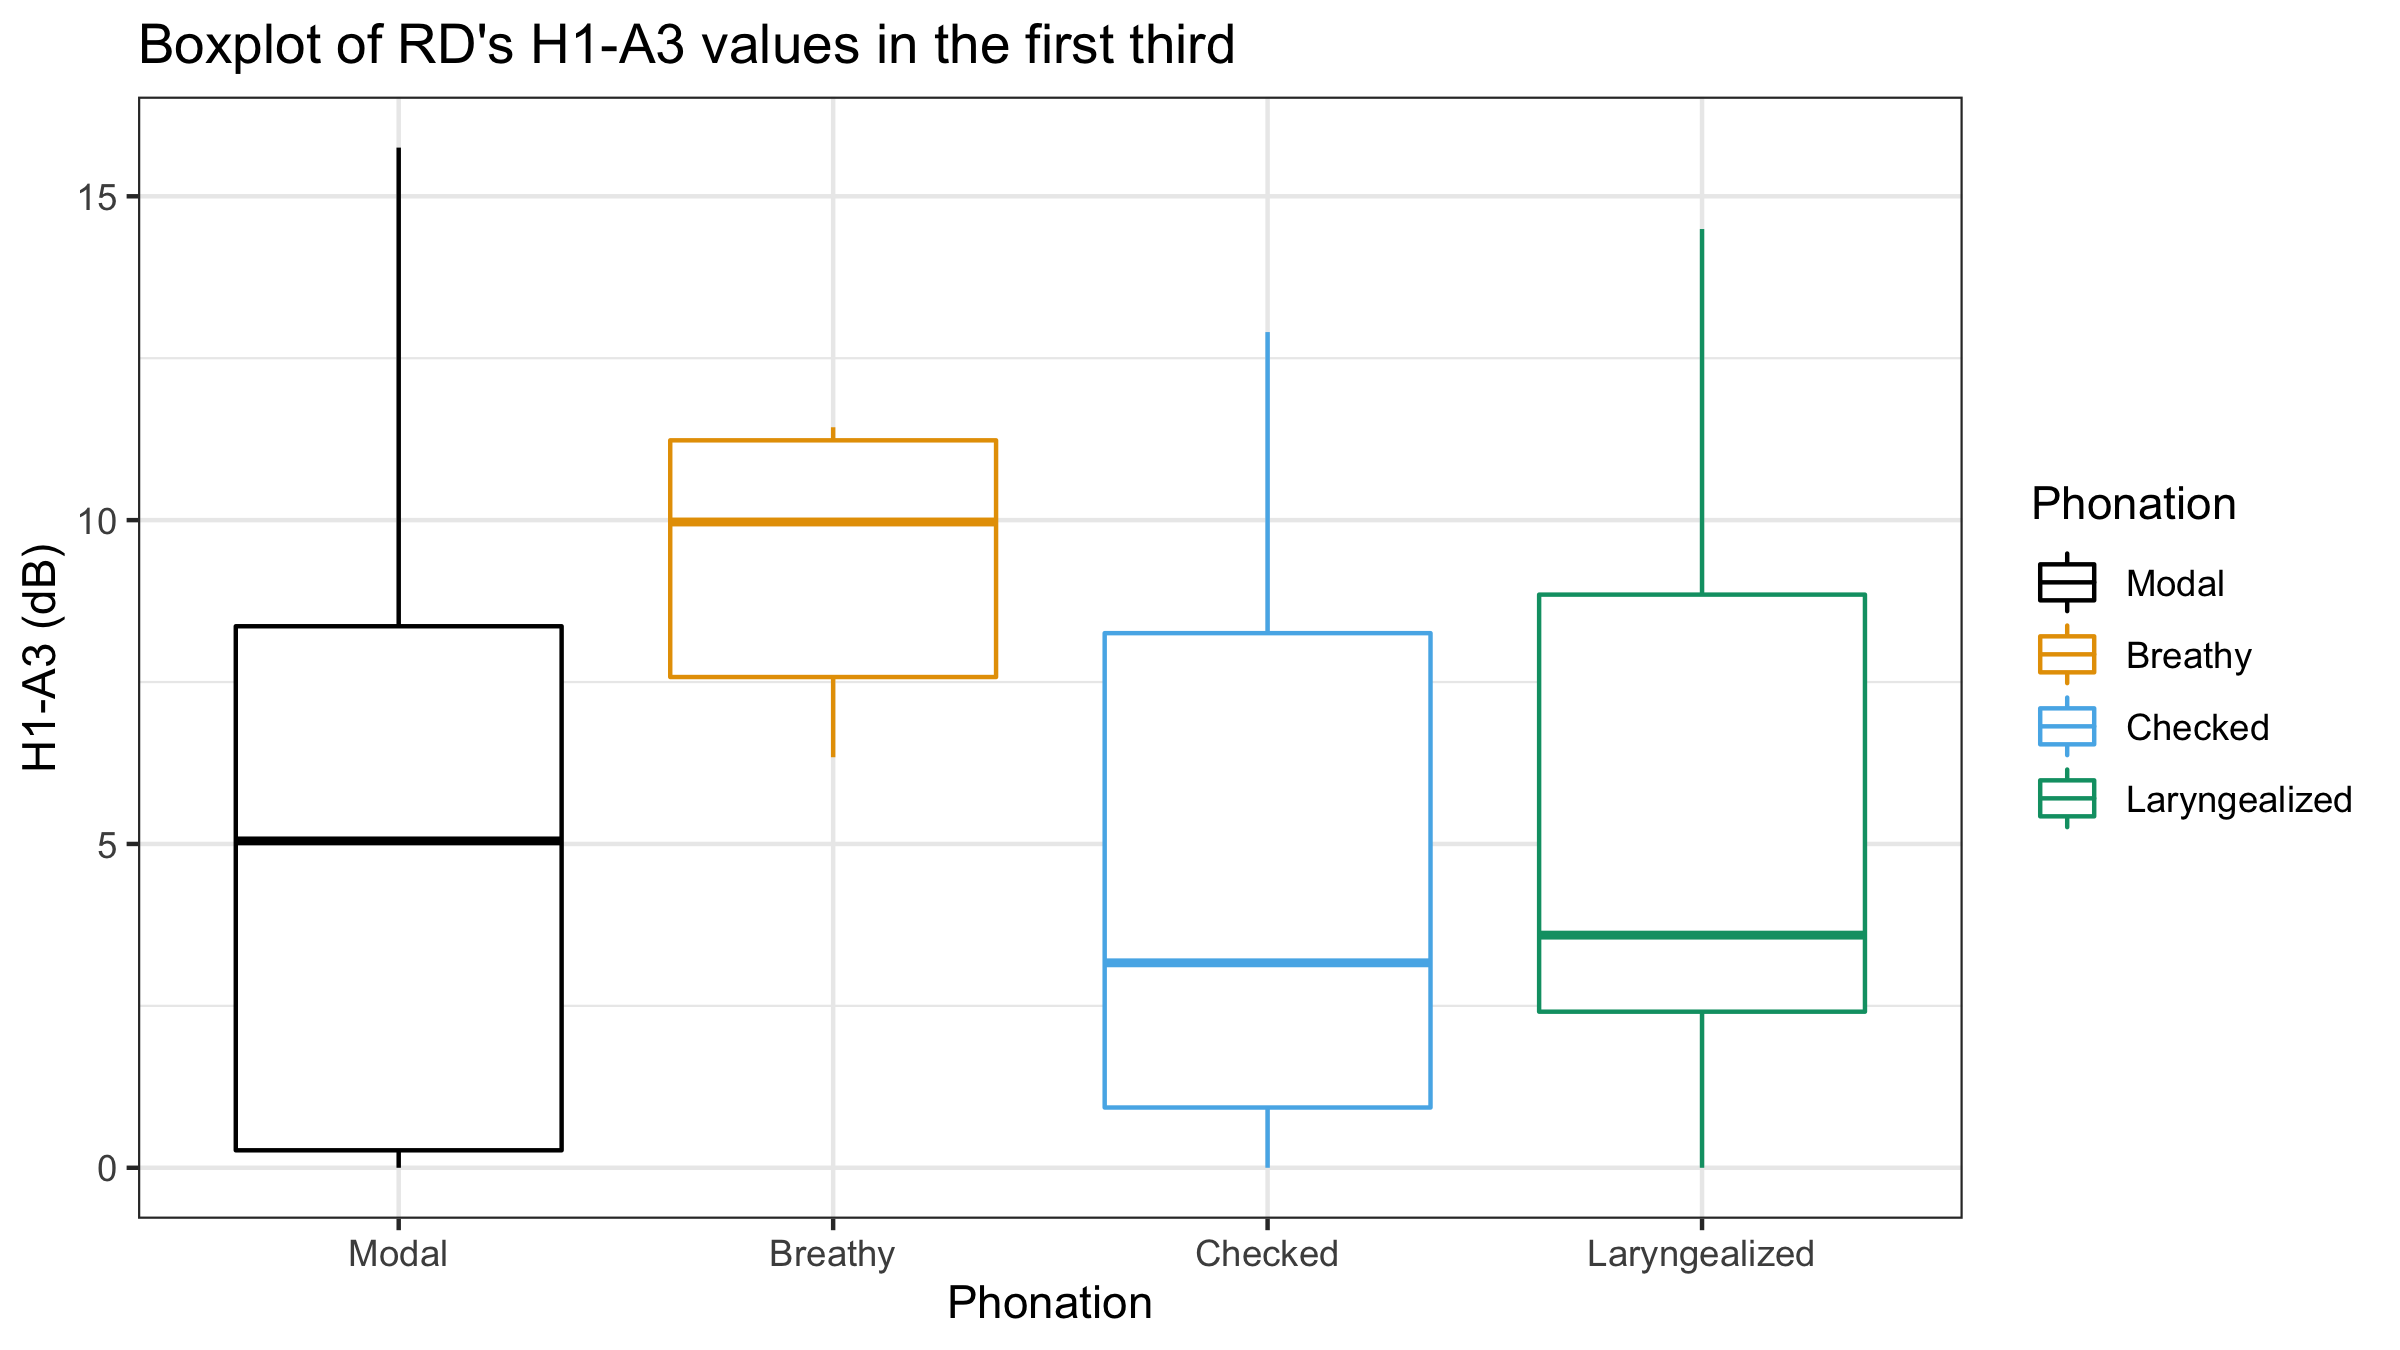 Boxplot of RD's H1-A3 values in the first third
H1-A3 (dB)
15
10
5
0
Modal
Breathy
Checked
Laryngealized
Phonation
Phonation
Modal
Breathy
Checked
Laryngealized